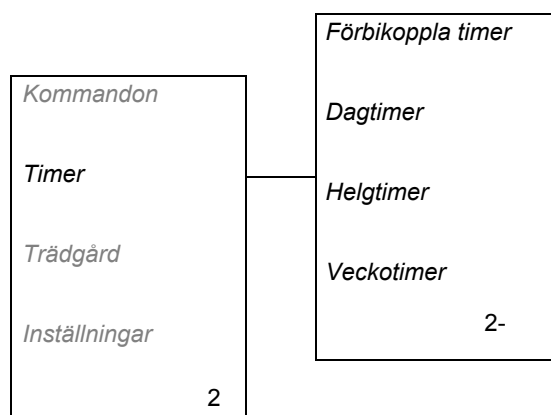 Kommandon
Timer
Trädgård
Inställningar
2
Förbikoppla timer
Dagtimer
Helgtimer
Veckotimer
2-